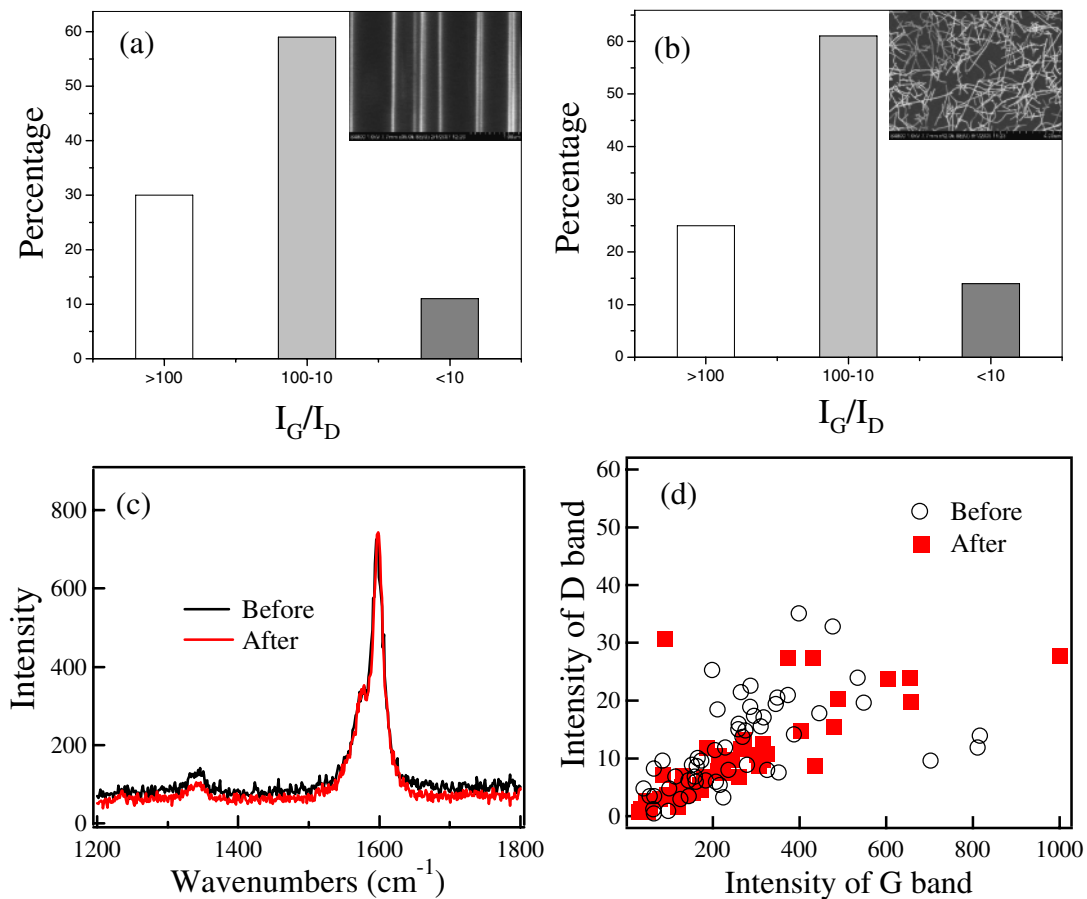 (a)
Percentage
60
50
40
30
20
10
0
>100
100-10
<10
I_G/I_D
(b)
Percentage
60
50
40
30
20
10
0
>100
100-10
<10
I_G/I_D
(c)
Intensity
800
600
400
200
0
Before
After
1200
1400
1600
1800
Wavenumbers (cm⁻¹)
(d)
Intensity of D band
60
50
40
30
20
10
0
Before
After
200
400
600
800
1000
Intensity of G band